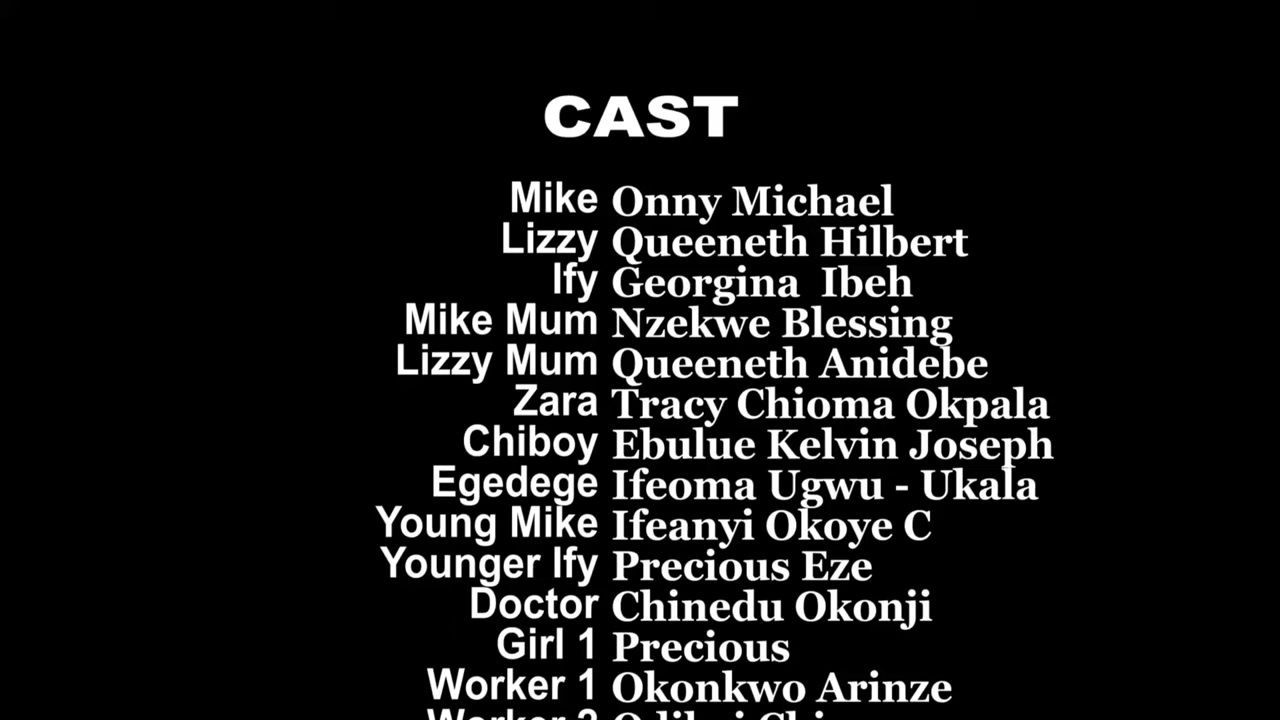 CAST
Mike Onny Michael
Lizzy Queeneth Hilbert
Ify Georgina Ibeh
Mike Mum Nzekwe Blessing
Lizzy Mum Queeneth Anidebe
Zara Tracy Chioma Okpala
Chiboy Ebulue Kelvin Joseph
Egedege Ifeoma Ugwu - Ukala
Young Mike Ifeanyi Okoye C
Younger Ify Precious Eze
Doctor Chinedu Okonji
Girl 1 Precious
Worker 1 Okonkwo Arinze
Worker 2